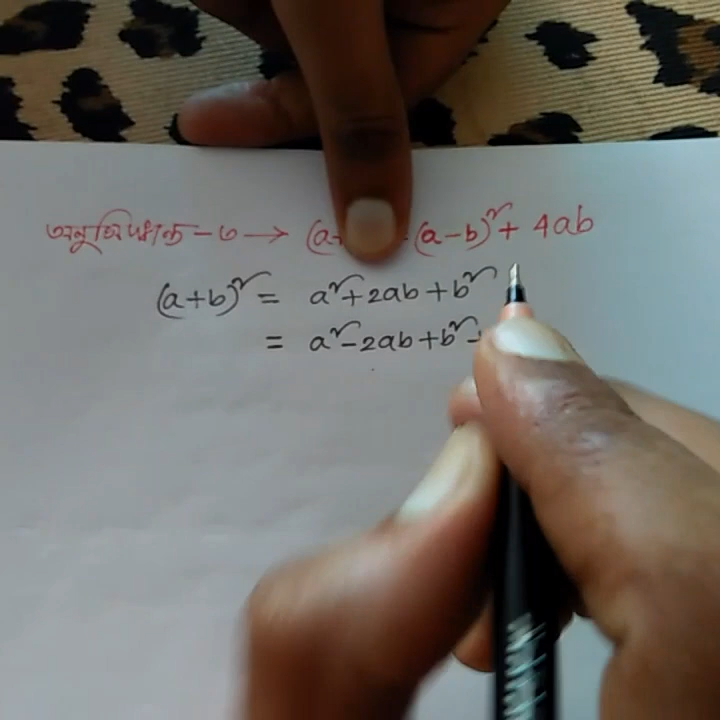 অনুসিদ্ধান্ত-৩ → (a (a-b)² + 4ab
(a+b)² = a²+2ab+b²
= a²-2ab+b²